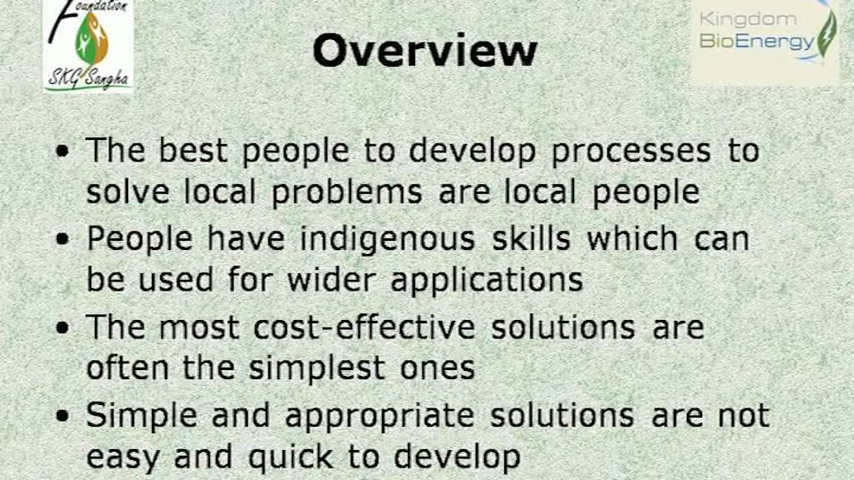 Foundation
SKG Sangha
Kingdom
BioEnergy
Overview
• The best people to develop processes to
solve local problems are local people
• People have indigenous skills which can
be used for wider applications
• The most cost-effective solutions are
often the simplest ones
• Simple and appropriate solutions are not
easy and quick to develop